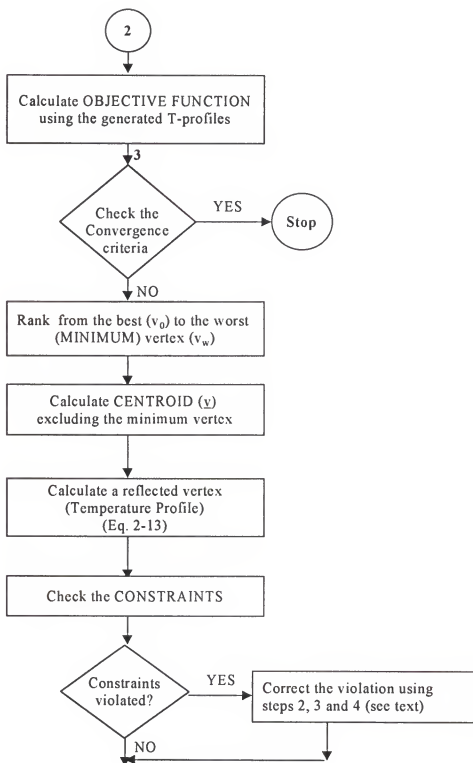 2
Calculate OBJECTIVE FUNCTION
using the generated T-profiles
3
Check the
Convergence
criteria
YES
Stop
NO
Rank from the best (v0) to the worst
(MINIMUM) vertex (vw)
Calculate CENTROID (v)
excluding the minimum vertex
Calculate a reflected vertex
(Temperature Profile)
(Eq. 2-13)
Check the CONSTRAINTS
Constraints
violated?
YES
Correct the violation using
steps 2, 3 and 4 (see text)
NO